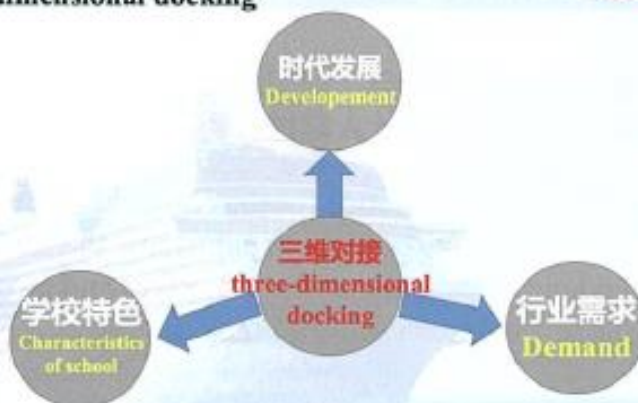 dimensional docking
时代发展
Developement
三维对接
three-dimensional
docking
学校特色
Characteristics
of school
行业需求
Demand